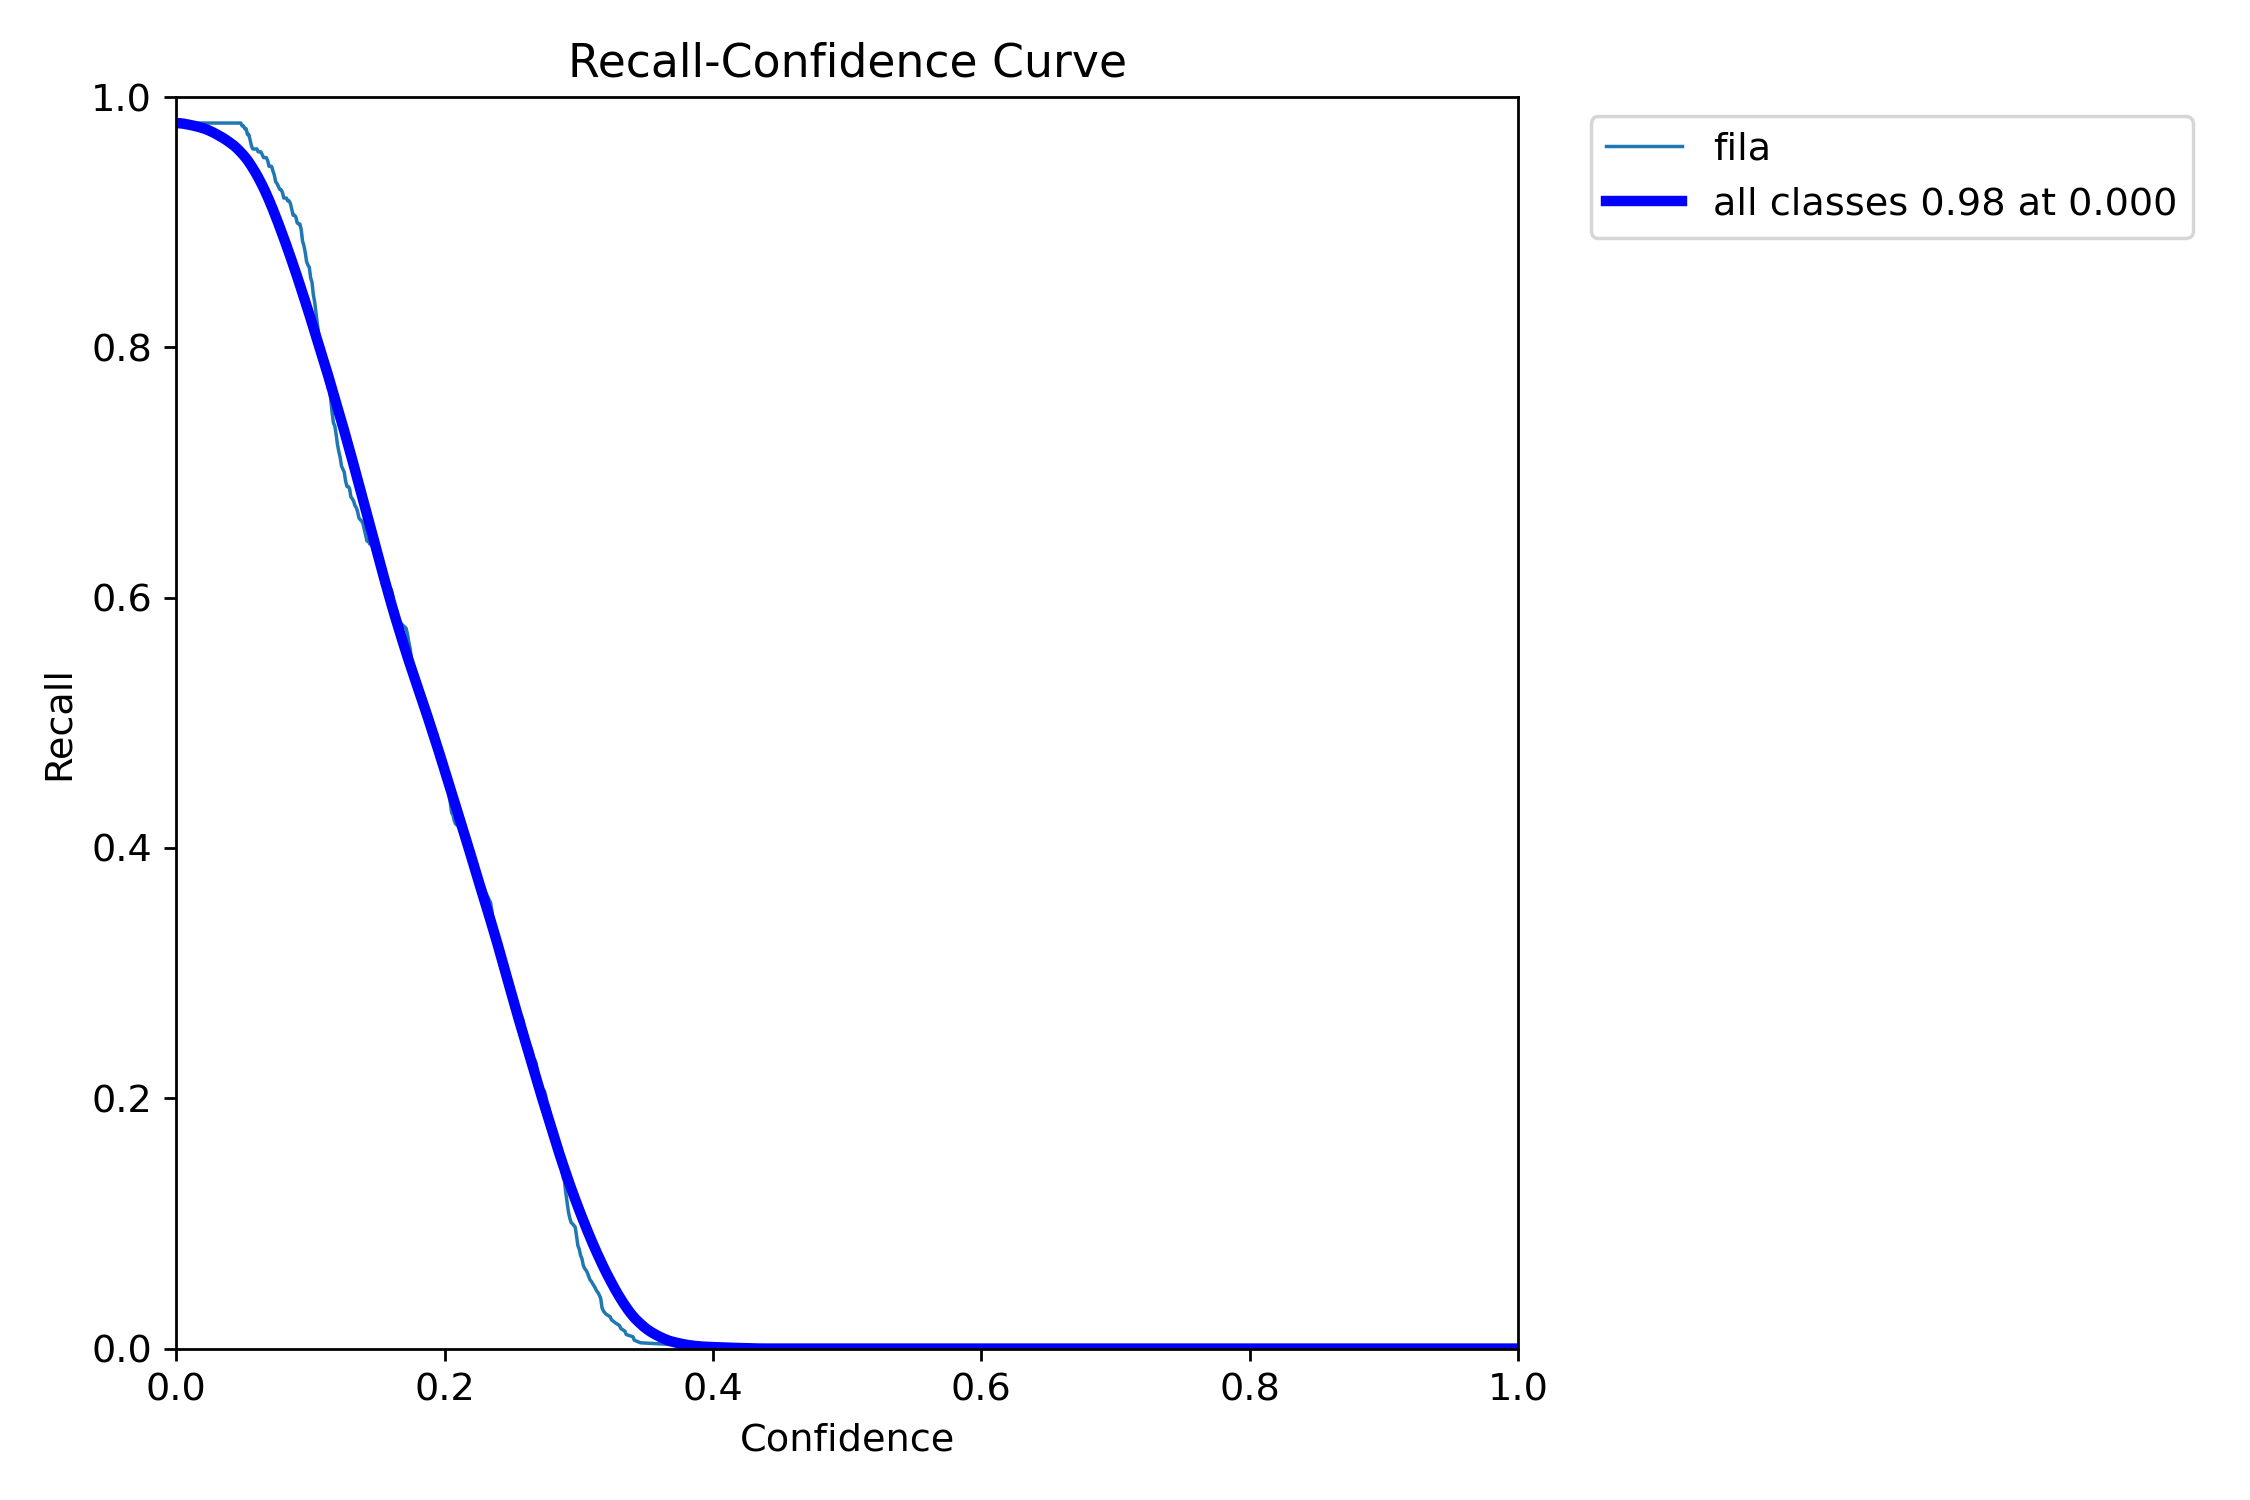 Recall-Confidence Curve
1.0
0.8
0.6
0.4
0.2
0.0
Recall
0.0 0.2 0.4 0.6 0.8 1.0
Confidence
fila
all classes 0.98 at 0.000